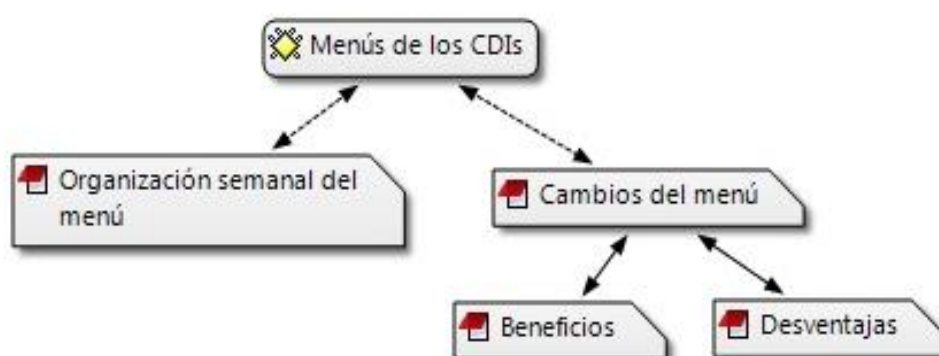 Menús de los CDIs
Organización semanal del
menú
Cambios del menú
Beneficios
Desventajas